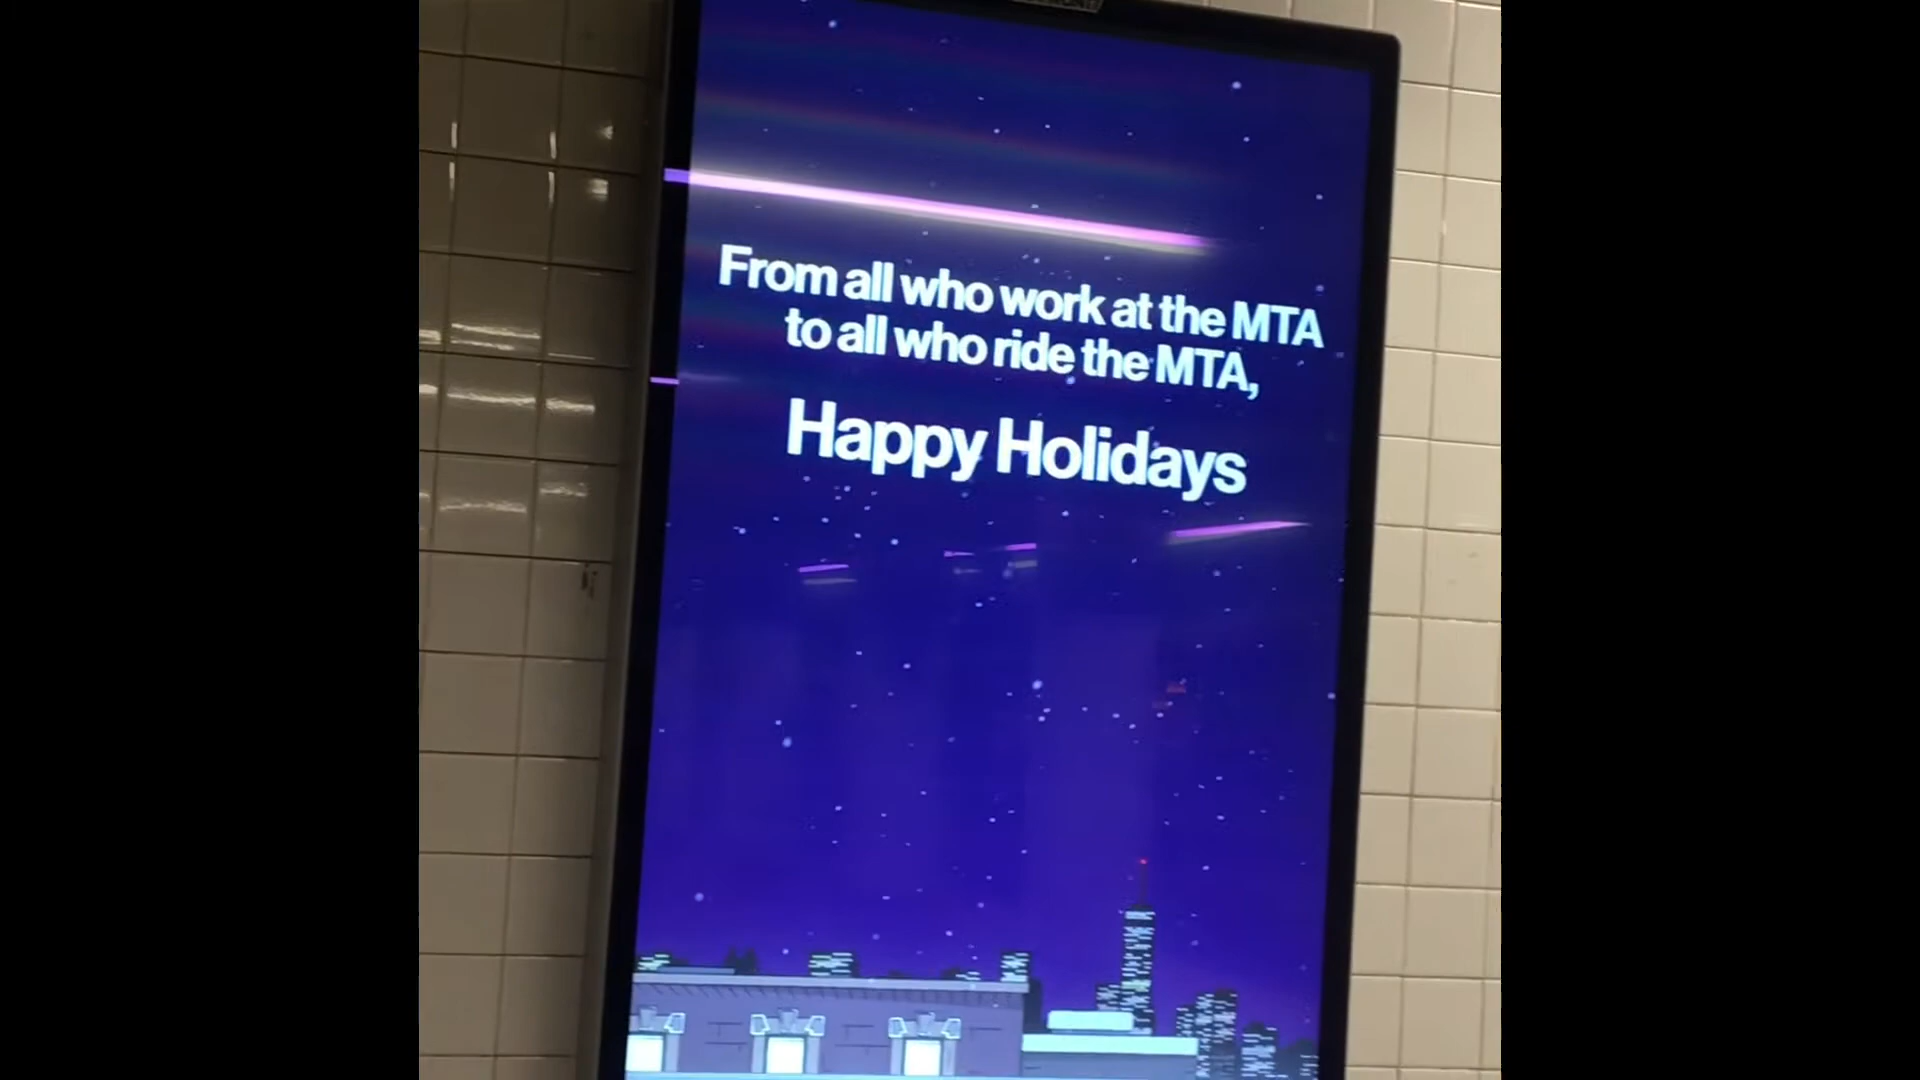 From all who work at the MTA
to all who ride the MTA,
Happy Holidays